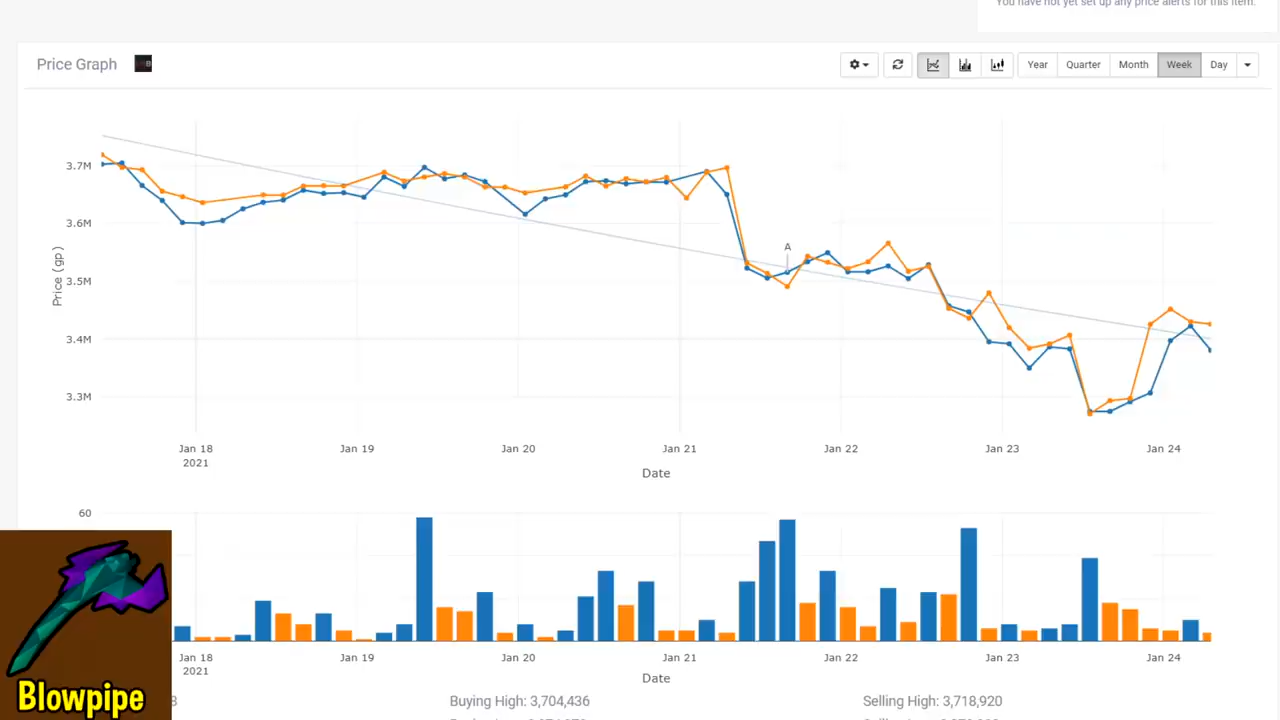 You have not yet set up any price alerts for this item.
Price Graph
Year Quarter Month Week Day
3.7M
3.6M
3.5M
3.4M
3.3M
Price (gp)
A
Jan 18 Jan 19 Jan 20 Jan 21 Jan 22 Jan 23 Jan 24
2021
Date
60
Jan 18 Jan 19 Jan 20 Jan 21 Jan 22 Jan 23 Jan 24
2021
Date
Blowpipe
8 Buying High: 3,704,436 Selling High: 3,718,920